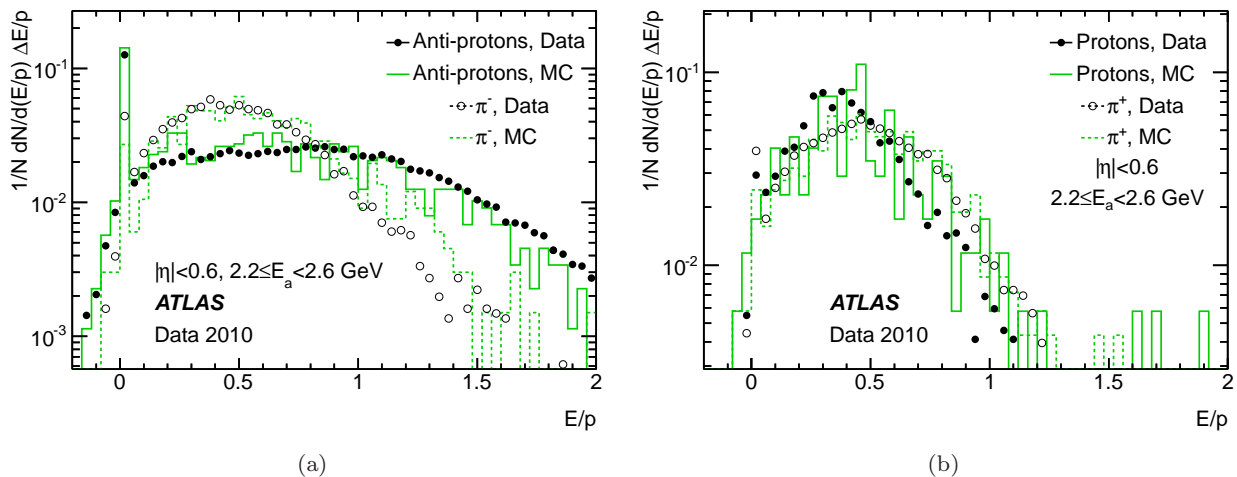 1/N dN/d(E/p) ΔE/p
10⁻¹
10⁻²
10⁻³
Anti-protons, Data
Anti-protons, MC
π⁻, Data
π⁻, MC
|η|<0.6, 2.2≤Eₐ<2.6 GeV
ATLAS
Data 2010
0 0.5 1 1.5 2
E/p
(a)
1/N dN/d(E/p) ΔE/p
10⁻¹
10⁻²
Protons, Data
Protons, MC
π⁺, Data
π⁺, MC
|η|<0.6
2.2≤Eₐ<2.6 GeV
ATLAS
Data 2010
0 0.5 1 1.5 2
E/p
(b)